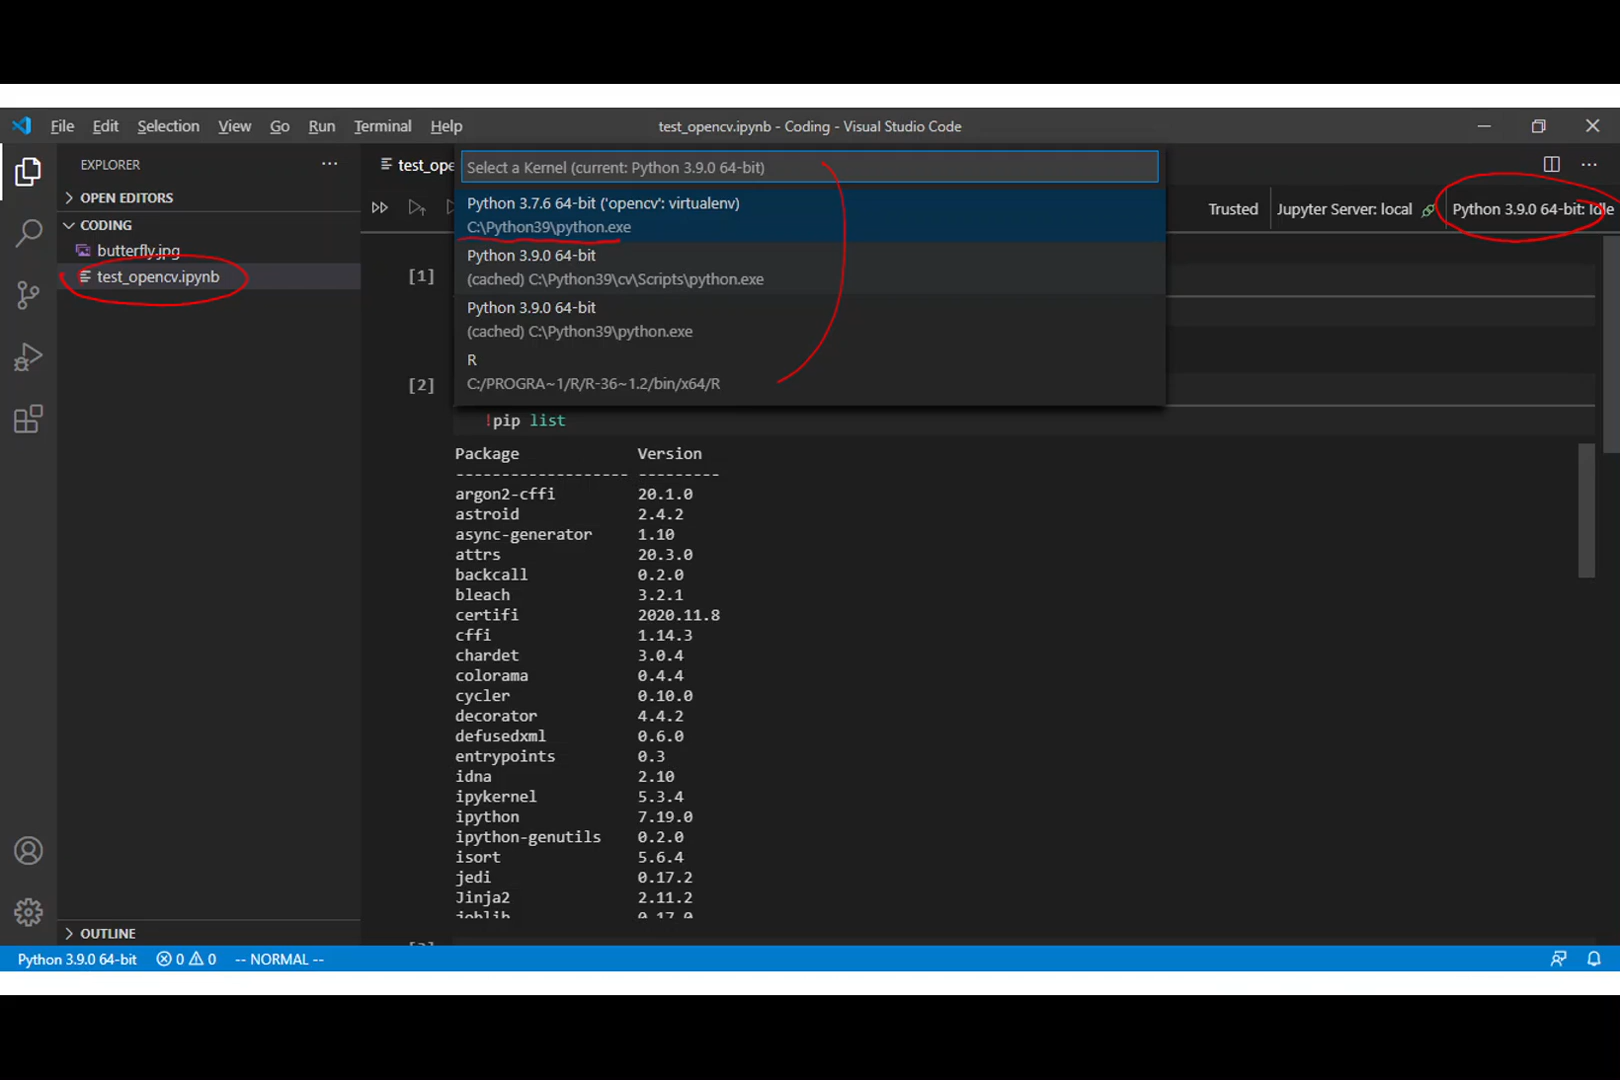 File Edit Selection View Go Run Terminal Help
test_opencv.ipynb - Coding - Visual Studio Code
EXPLORER
OPEN EDITORS
CODING
butterfly.jpg
test_opencv.ipynb
OUTLINE
test_ope
Select a Kernel (current: Python 3.9.0 64-bit)
Python 3.7.6 64-bit ('opencv': virtualenv)
C:\Python39\python.exe
Python 3.9.0 64-bit
(cached) C:\Python39\cv\Scripts\python.exe
Python 3.9.0 64-bit
(cached) C:\Python39\python.exe
R
C:/PROGRA~1/R/R-36~1.2/bin/x64/R
Trusted
Jupyter Server: local
Python 3.9.0 64-bit: Idle
[1]
[2]
!pip list
Package Version
------------------- ---------
argon2-cffi 20.1.0
astroid 2.4.2
async-generator 1.10
attrs 20.3.0
backcall 0.2.0
bleach 3.2.1
certifi 2020.11.8
cffi 1.14.3
chardet 3.0.4
colorama 0.4.4
cycler 0.10.0
decorator 4.4.2
defusedxml 0.6.0
entrypoints 0.3
idna 2.10
ipykernel 5.3.4
ipython 7.19.0
ipython-genutils 0.2.0
isort 5.6.4
jedi 0.17.2
Jinja2 2.11.2
joblib 0.17.0
Python 3.9.0 64-bit
0 0
-- NORMAL --